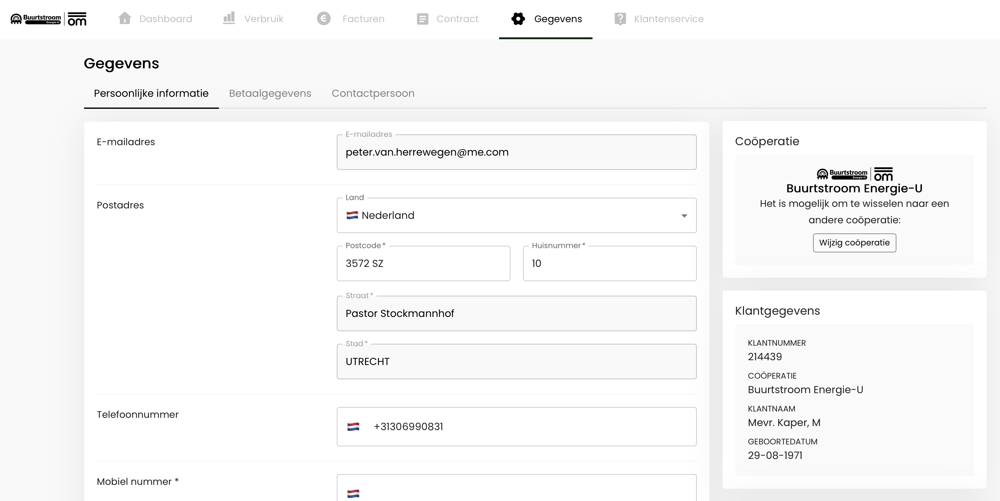 Buurtstroom
Energie-U
om
Dashboard
Verbruik
Facturen
Contract
Gegevens
Klantenservice
Gegevens
Persoonlijke informatie
Betaalgegevens
Contactpersoon
E-mailadres
E-mailadres
peter.van.herrewegen@me.com
Postadres
Land
Nederland
Postcode *
3572 SZ
Huisnummer *
10
Straat *
Pastor Stockmannhof
Stad *
UTRECHT
Telefoonnummer
+31306990831
Mobiel nummer *
Coöperatie
Buurtstroom
Energie-U
om
Buurtstroom Energie-U
Het is mogelijk om te wisselen naar een
andere coöperatie:
Wijzig coöperatie
Klantgegevens
KLANTNUMMER
214439
COÖPERATIE
Buurtstroom Energie-U
KLANTNAAM
Mevr. Kaper, M
GEBOORTEDATUM
29-08-1971